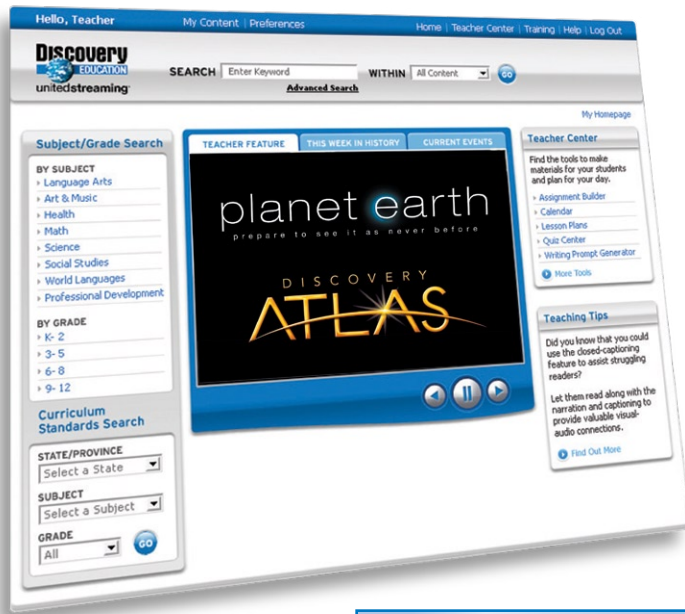 Hello, Teacher
My Content | Preferences
Home | Teacher Center | Training | Help | Log Out
Discovery
EDUCATION
unitedstreaming
SEARCH Enter Keyword WITHIN All Content GO
Advanced Search
My Homepage
Subject/Grade Search
BY SUBJECT
Language Arts
Art & Music
Health
Math
Science
Social Studies
World Languages
Professional Development
BY GRADE
K- 2
3- 5
6- 8
9- 12
Curriculum
Standards Search
STATE/PROVINCE
Select a State
SUBJECT
Select a Subject
GRADE
All GO
TEACHER FEATURE THIS WEEK IN HISTORY CURRENT EVENTS
planet earth
prepare to see it as never before
DISCOVERY
ATLAS
Teacher Center
Find the tools to make
materials for your students
and plan for your day.
Assignment Builder
Calendar
Lesson Plans
Quiz Center
Writing Prompt Generator
More Tools
Teaching Tips
Did you know that you could
use the closed-captioning
feature to assist struggling
readers?
Let them read along with the
narration and captioning to
provide valuable visual-
audio connections.
Find Out More